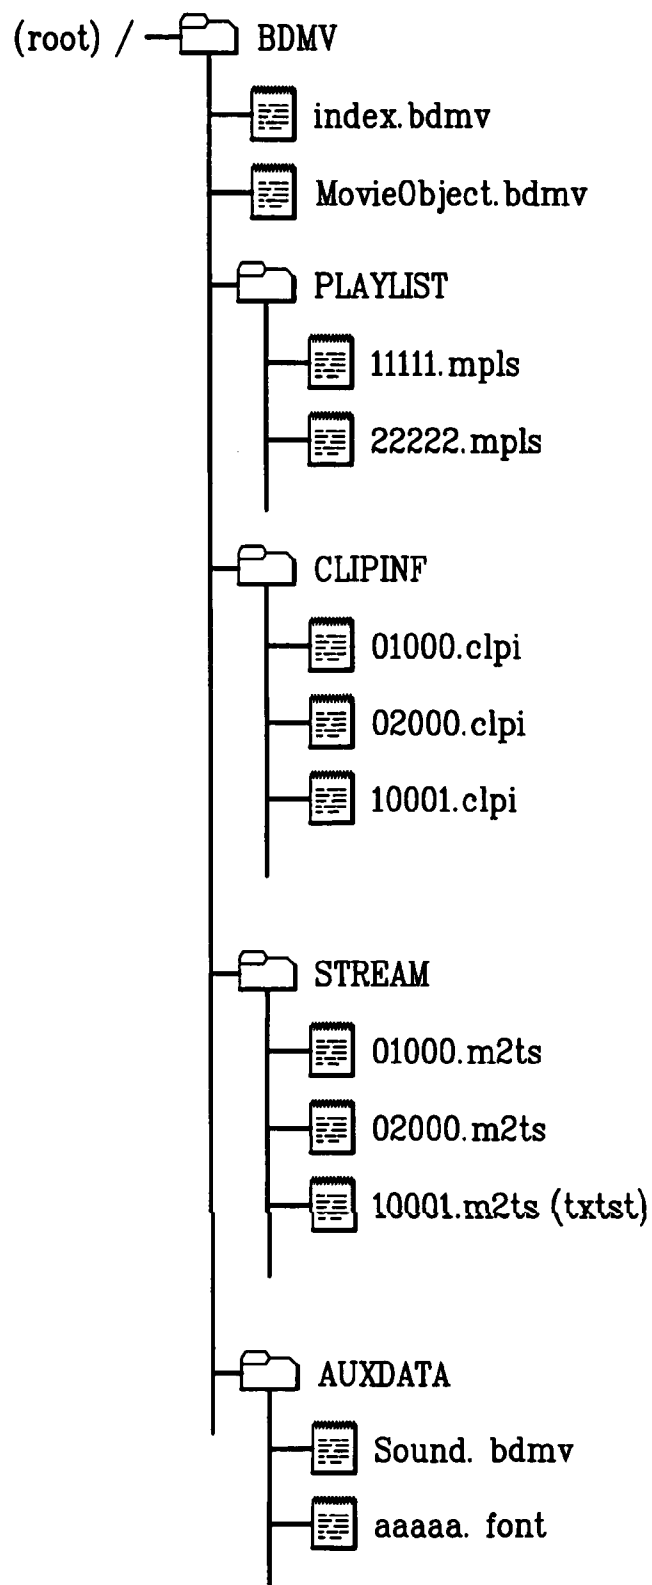 (root) / BDMV
index.bdmv
MovieObject.bdmv
PLAYLIST
11111.mpls
22222.mpls
CLIPINF
01000.clpi
02000.clpi
10001.clpi
STREAM
01000.m2ts
02000.m2ts
10001.m2ts (txtst)
AUXDATA
Sound. bdmv
aaaaa. font